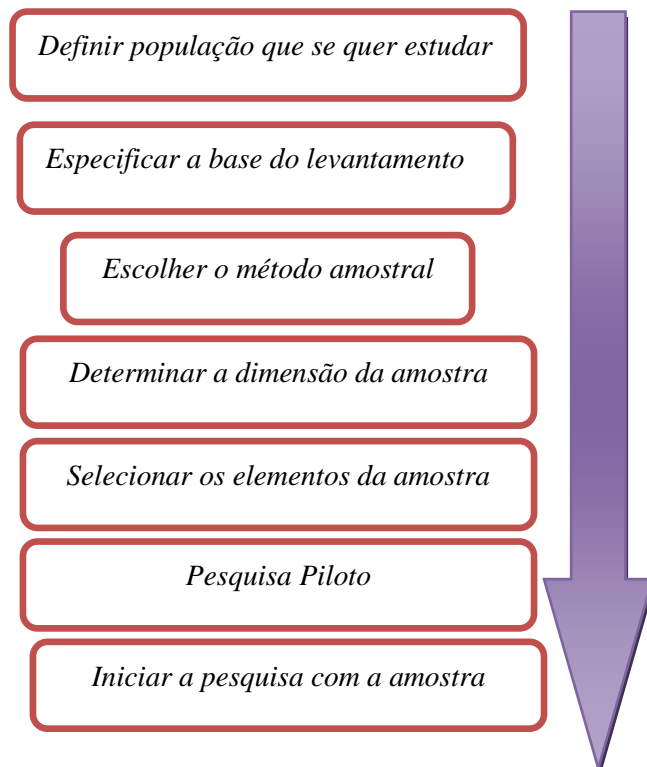 Definir população que se quer estudar
Especificar a base do levantamento
Escolher o método amostral
Determinar a dimensão da amostra
Selecionar os elementos da amostra
Pesquisa Piloto
Iniciar a pesquisa com a amostra